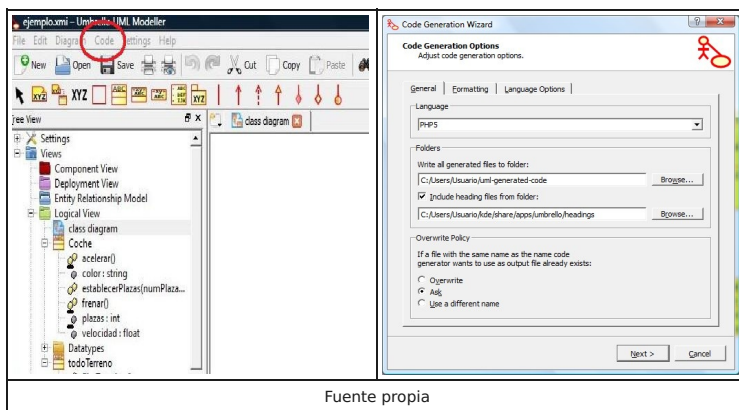 ejemplo.xmi – Umbrello UML Modeller
File Edit Diagram Code Settings Help
New Open Save Cut Copy Paste
XYZ XYZ
Tree View
class diagram
Settings
Views
Component View
Deployment View
Entity Relationship Model
Logical View
class diagram
Coche
acelerar()
color : string
establecerPlazas(numPlaza...
frenar()
plazas : int
velocidad : float
Datatypes
todoTerreno
Code Generation Wizard
Code Generation Options
Adjust code generation options.
General Formatting Language Options
Language
PHP5
Folders
Write all generated files to folder:
C:/Users/Usuario/uml-generated-code
Browse...
Include heading files from folder:
C:/Users/Usuario/kde/share/apps/umbrello/headings
Browse...
Overwrite Policy
If a file with the same name as the name code
generator wants to use as output file already exists:
Overwrite
Ask
Use a different name
Next > Cancel
Fuente propia